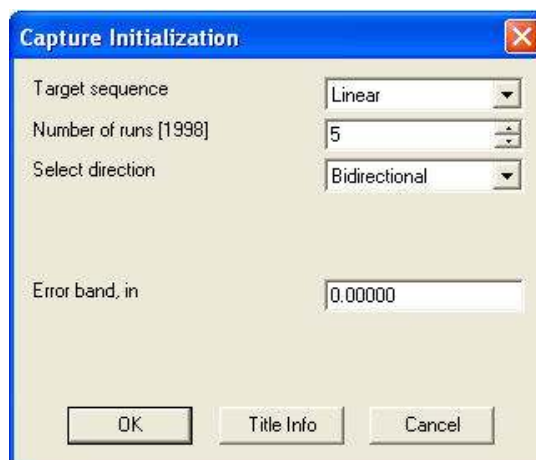 Capture Initialization
Target sequence Linear
Number of runs [1998] 5
Select direction Bidirectional
Error band, in 0.00000
OK Title Info Cancel